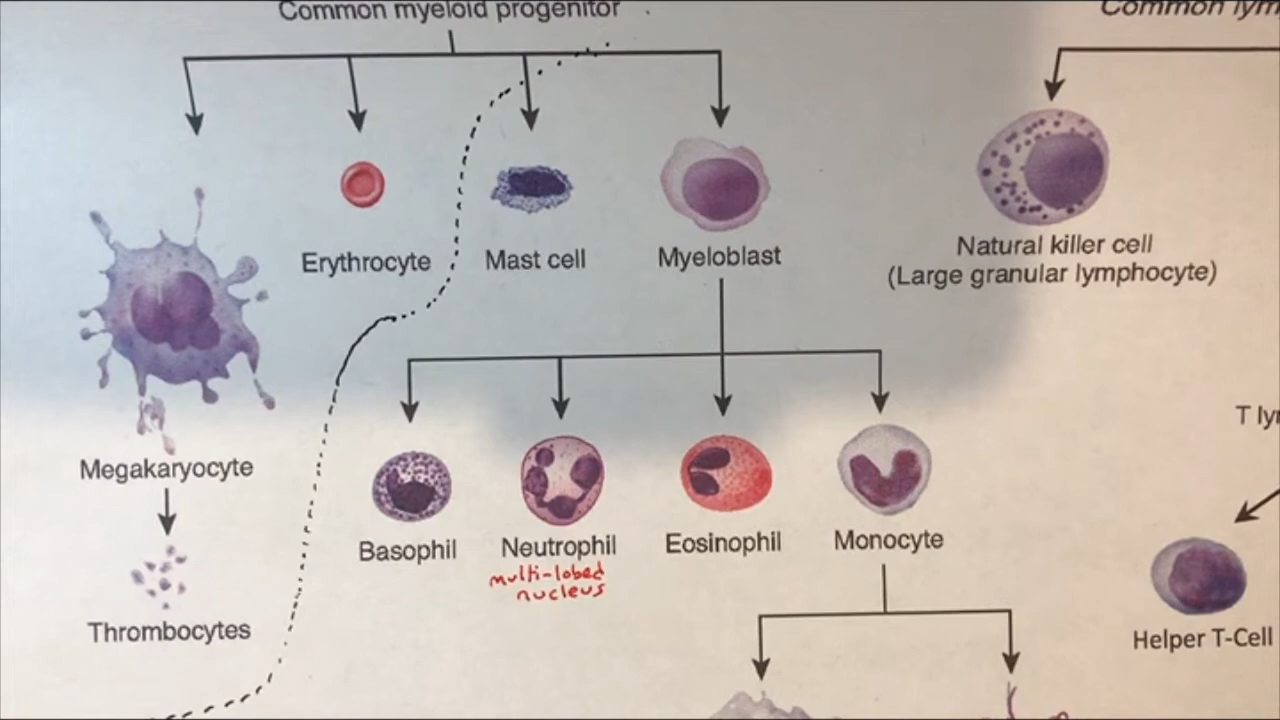 Common myeloid progenitor
Common lym
Erythrocyte
Mast cell
Myeloblast
Natural killer cell
(Large granular lymphocyte)
T ly
Megakaryocyte
Basophil
Neutrophil
multi-lobed
nucleus
Eosinophil
Monocyte
Thrombocytes
Helper T-Cell